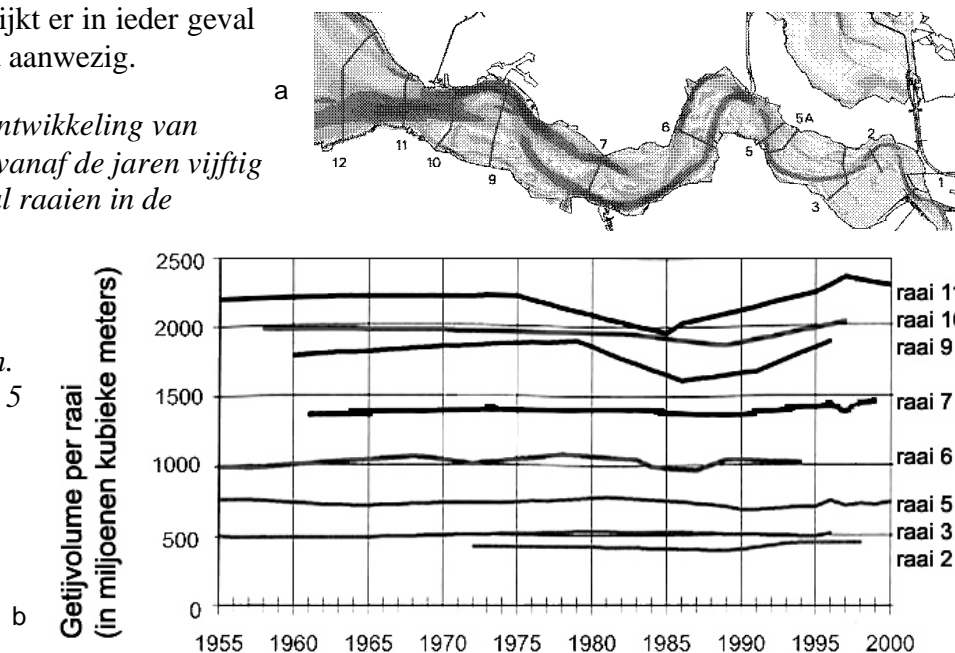 ijkt er in ieder geval
aanwezig.
ntwikkeling van
vanaf de jaren vijftig
al raaien in de
n.
5
a
12
11
10
9
7
6
5
5A
3
2
1
b
Getijvolume per raai
(in miljoenen kubieke meters)
2500
2000
1500
1000
500
0
raai 11
raai 10
raai 9
raai 7
raai 6
raai 5
raai 3
raai 2
1955 1960 1965 1970 1975 1980 1985 1990 1995 2000